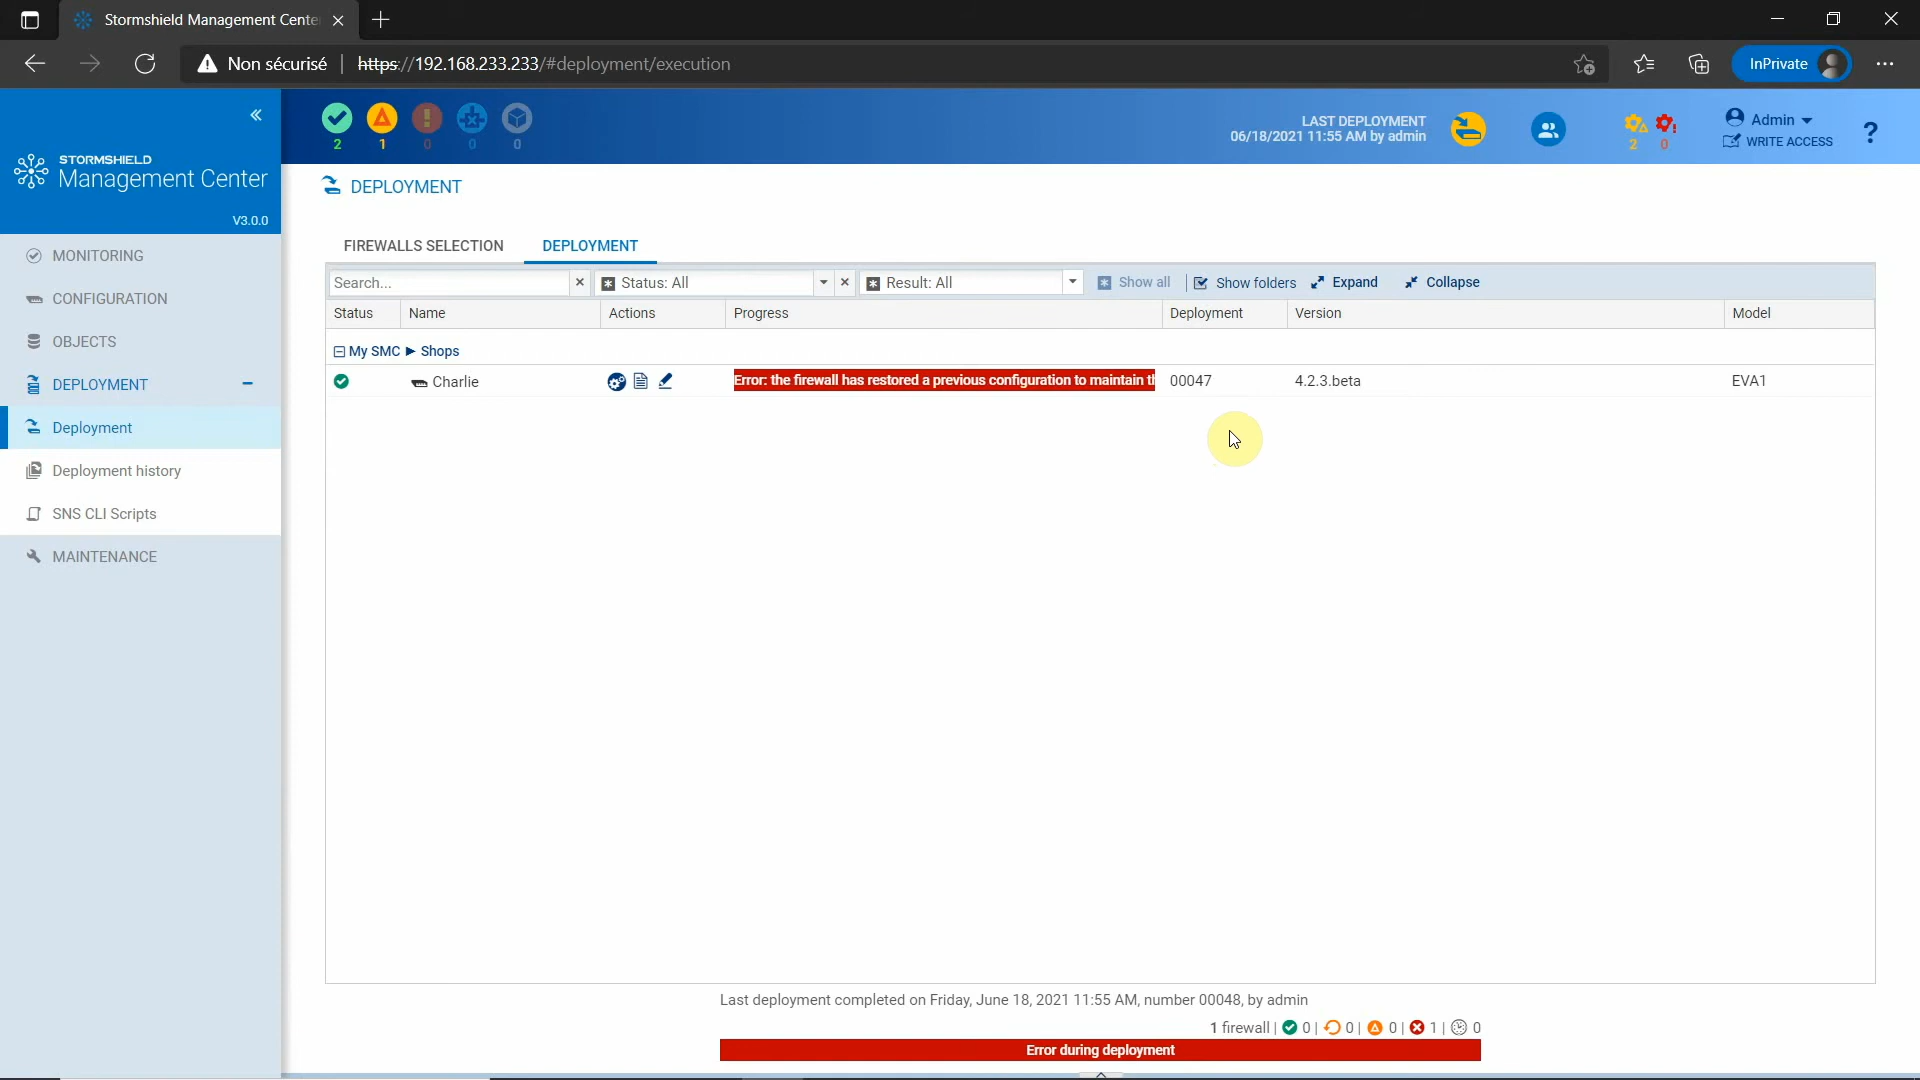 Stormshield Management Cente
Non sécurisé
https://192.168.233.233/#deployment/execution
InPrivate
STORMSHIELD
Management Center
V3.0.0
2 1 0 0 0
LAST DEPLOYMENT
06/18/2021 11:55 AM by admin
2 0
Admin
WRITE ACCESS
?
MONITORING
CONFIGURATION
OBJECTS
DEPLOYMENT
Deployment
Deployment history
SNS CLI Scripts
MAINTENANCE
DEPLOYMENT
FIREWALLS SELECTION DEPLOYMENT
Search... Status: All Result: All Show all Show folders Expand Collapse
Status Name Actions Progress Deployment Version Model
My SMC ► Shops
Charlie Error: the firewall has restored a previous configuration to maintain 00047 4.2.3.beta EVA1
Last deployment completed on Friday, June 18, 2021 11:55 AM, number 00048, by admin
1 firewall | 0 | 0 | 0 | 1 | 0
Error during deployment